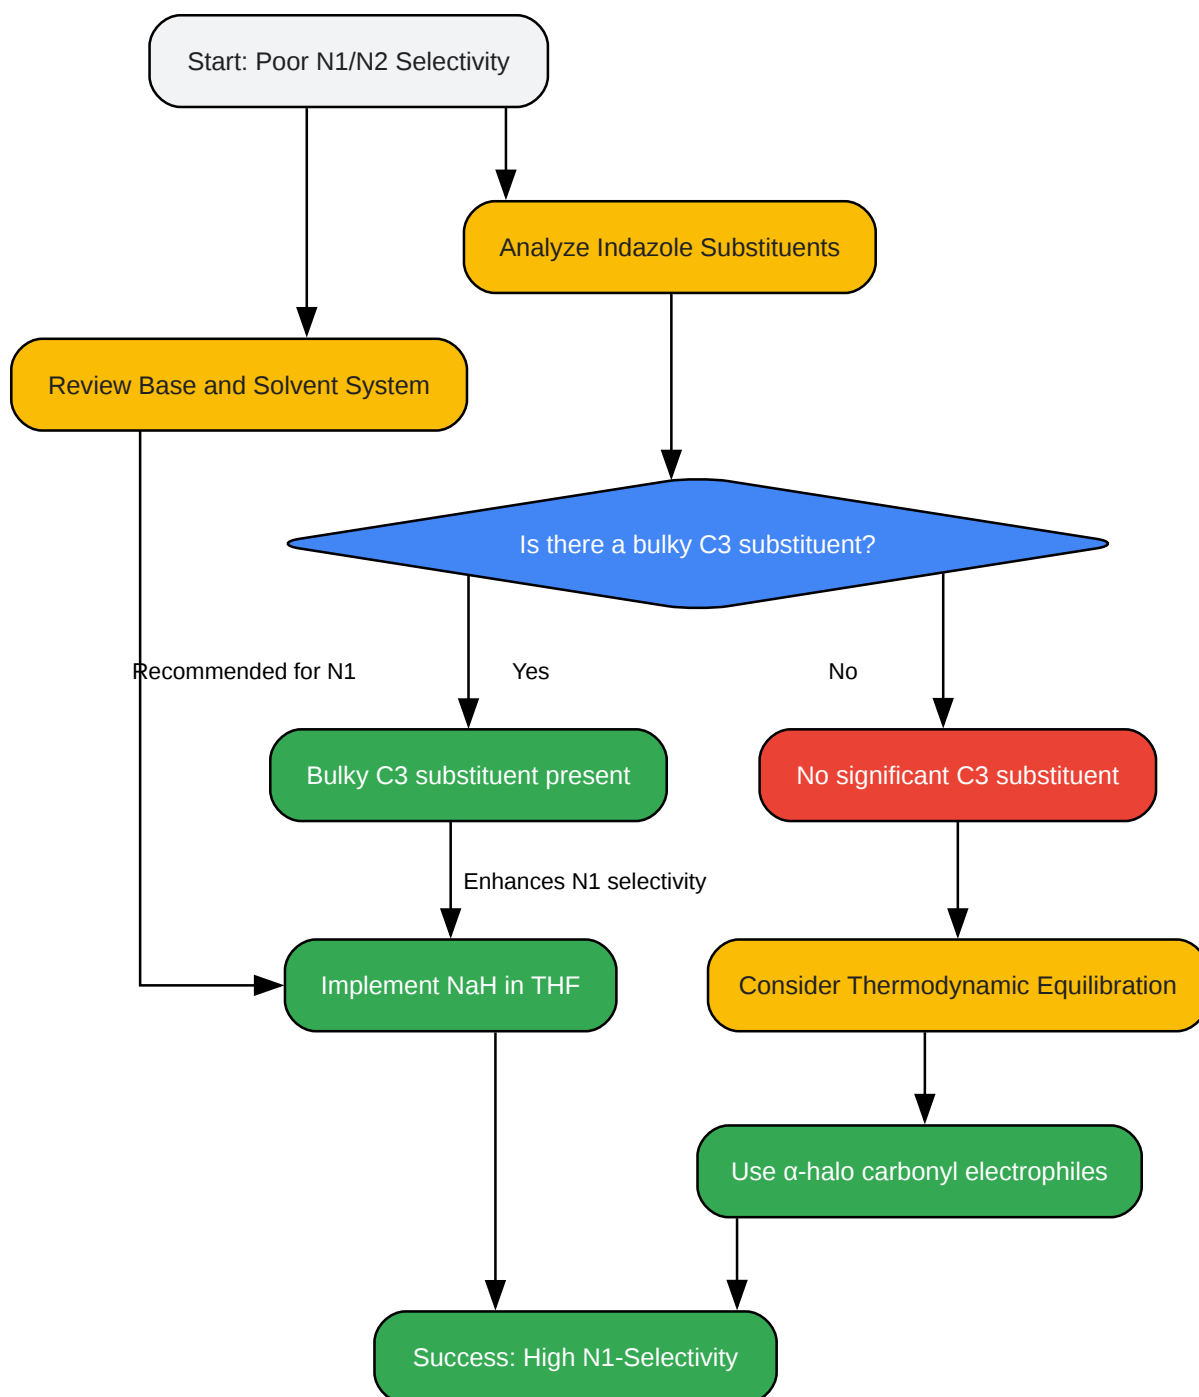 Start: Poor N1/N2 Selectivity
Analyze Indazole Substituents
Review Base and Solvent System
Is there a bulky C3 substituent?
Recommended for N1
Yes
No
Bulky C3 substituent present
No significant C3 substituent
Enhances N1 selectivity
Implement NaH in THF
Consider Thermodynamic Equilibration
Use α-halo carbonyl electrophiles
Success: High N1-Selectivity